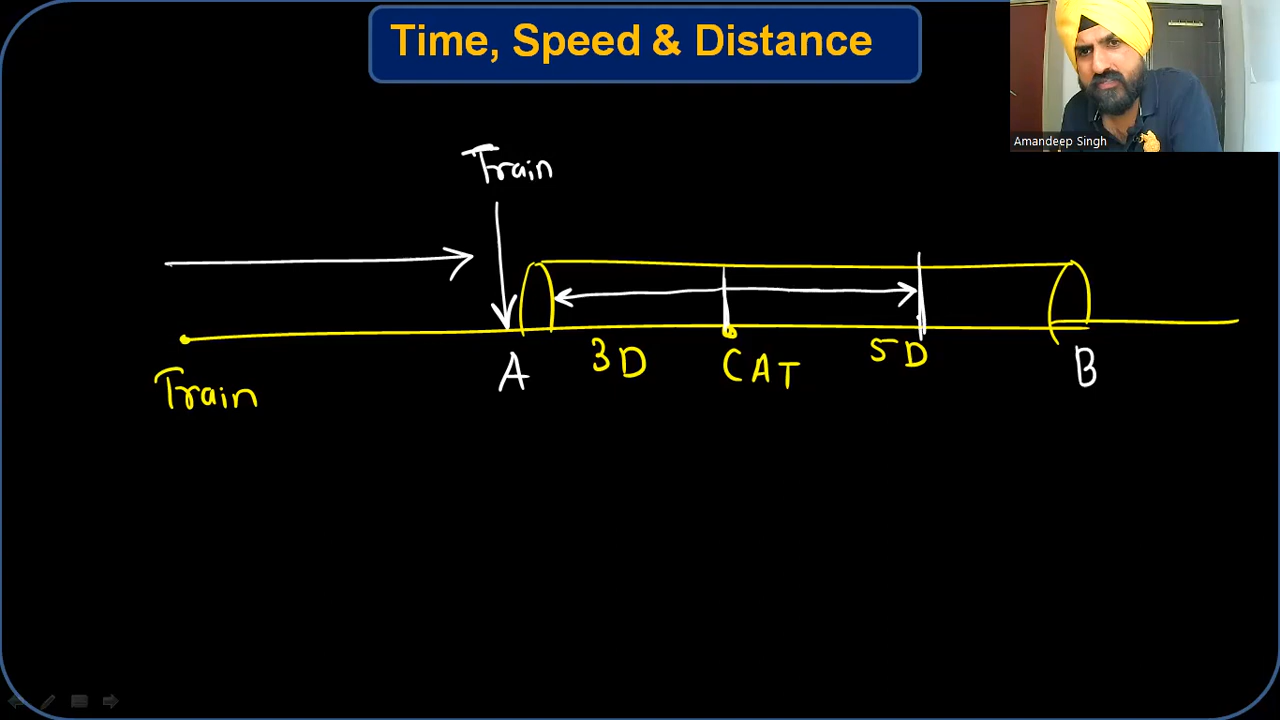 Time, Speed & Distance
Amandeep Singh
Train
3D
CAT
5D
A
B
Train